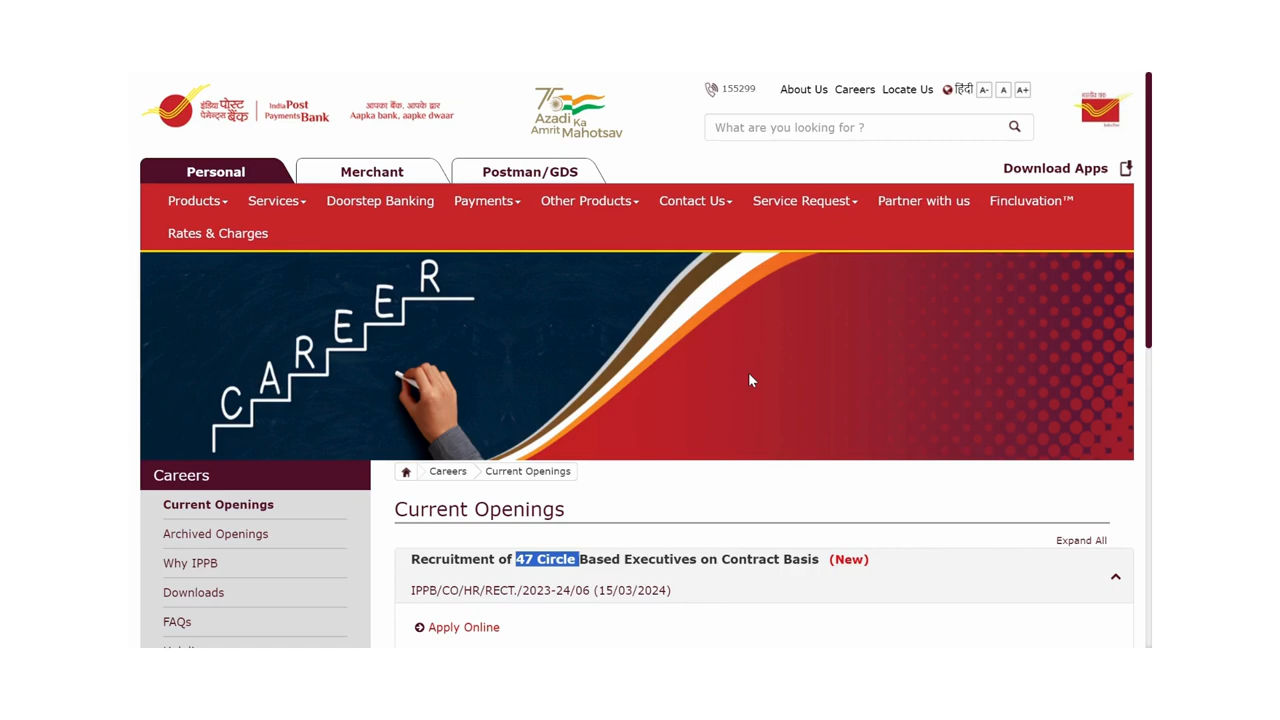 इंडिया पोस्ट
पेमेन्ट्स बैंक
IndiaPost
PaymentsBank
आपका बैंक, आपके द्वार
Aapka bank, aapke dwaar
75
Azadi Ka
Amrit Mahotsav
155299
About Us Careers Locate Us हिंदी A- A A+
What are you looking for ?
Personal Merchant Postman/GDS Download Apps
Products Services Doorstep Banking Payments Other Products Contact Us Service Request Partner with us Fincluvation™
Rates & Charges
CAREER
Careers
Current Openings
Archived Openings
Why IPPB
Downloads
FAQs
Careers Current Openings
Current Openings
Expand All
Recruitment of 47 Circle Based Executives on Contract Basis (New)
IPPB/CO/HR/RECT./2023-24/06 (15/03/2024)
Apply Online